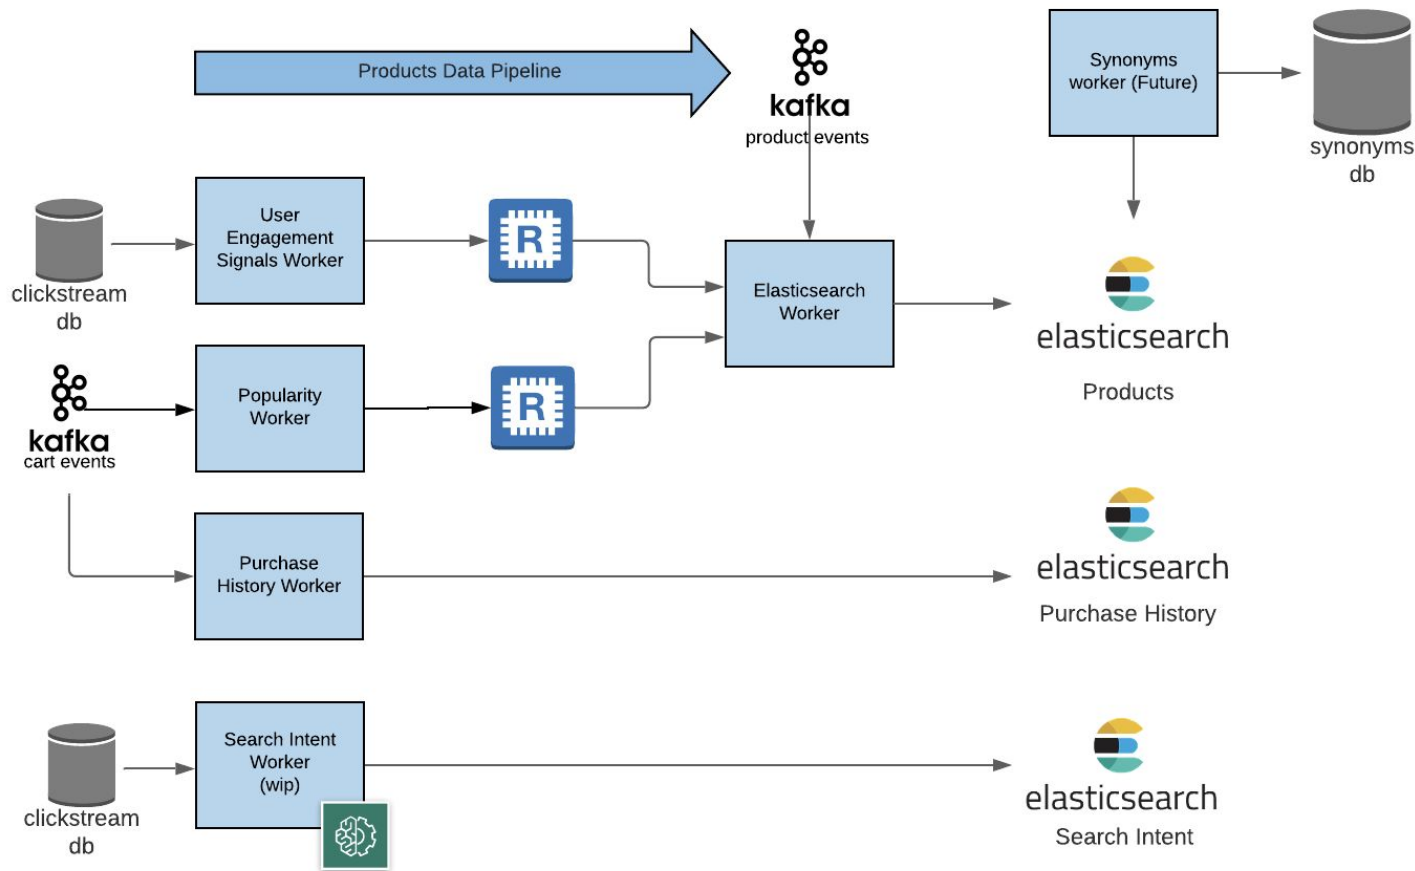 Products Data Pipeline
kafka
product events
Synonyms
worker (Future)
synonyms
db
clickstream
db
User
Engagement
Signals Worker
R
Elasticsearch
Worker
elasticsearch
Products
kafka
cart events
Popularity
Worker
R
Purchase
History Worker
elasticsearch
Purchase History
clickstream
db
Search Intent
Worker
(wip)
elasticsearch
Search Intent